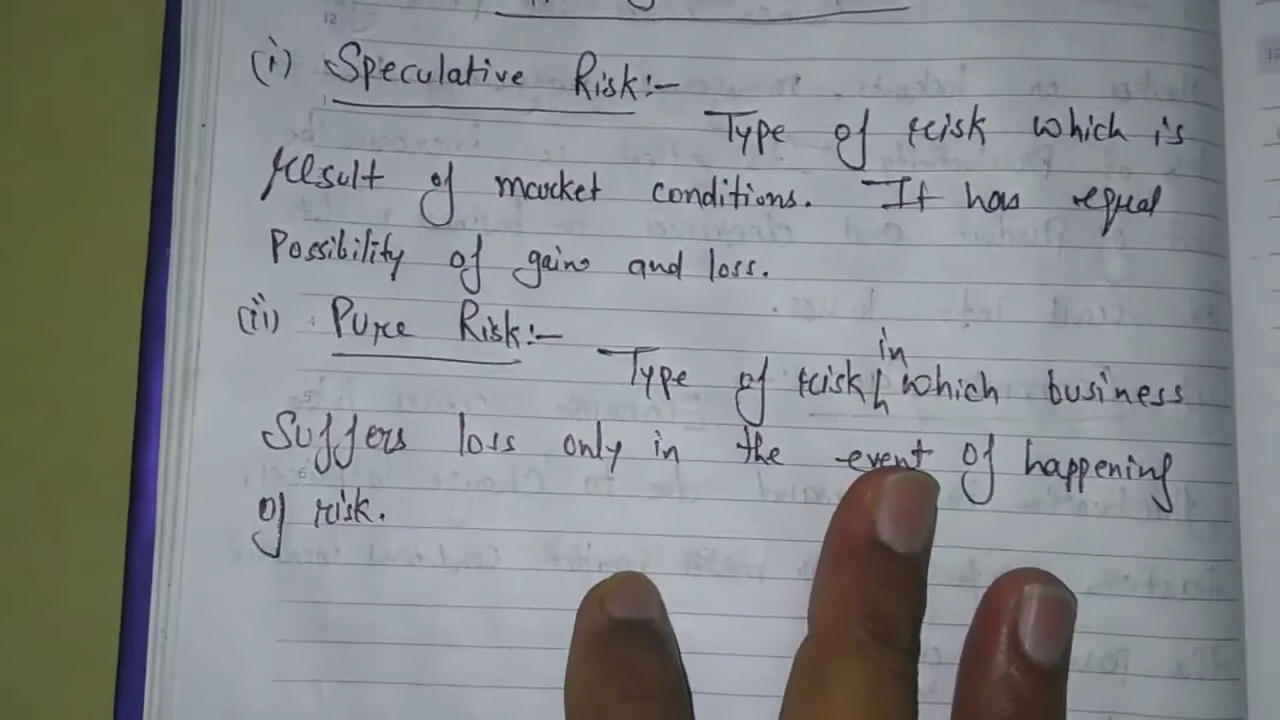 (i) Speculative Risk:-
Type of risk which is
result of market conditions. It has equal
Possibility of gains and loss.
(ii) Pure Risk:-
in
Type of risk which business
Suffers loss only in the event of happening
of risk.